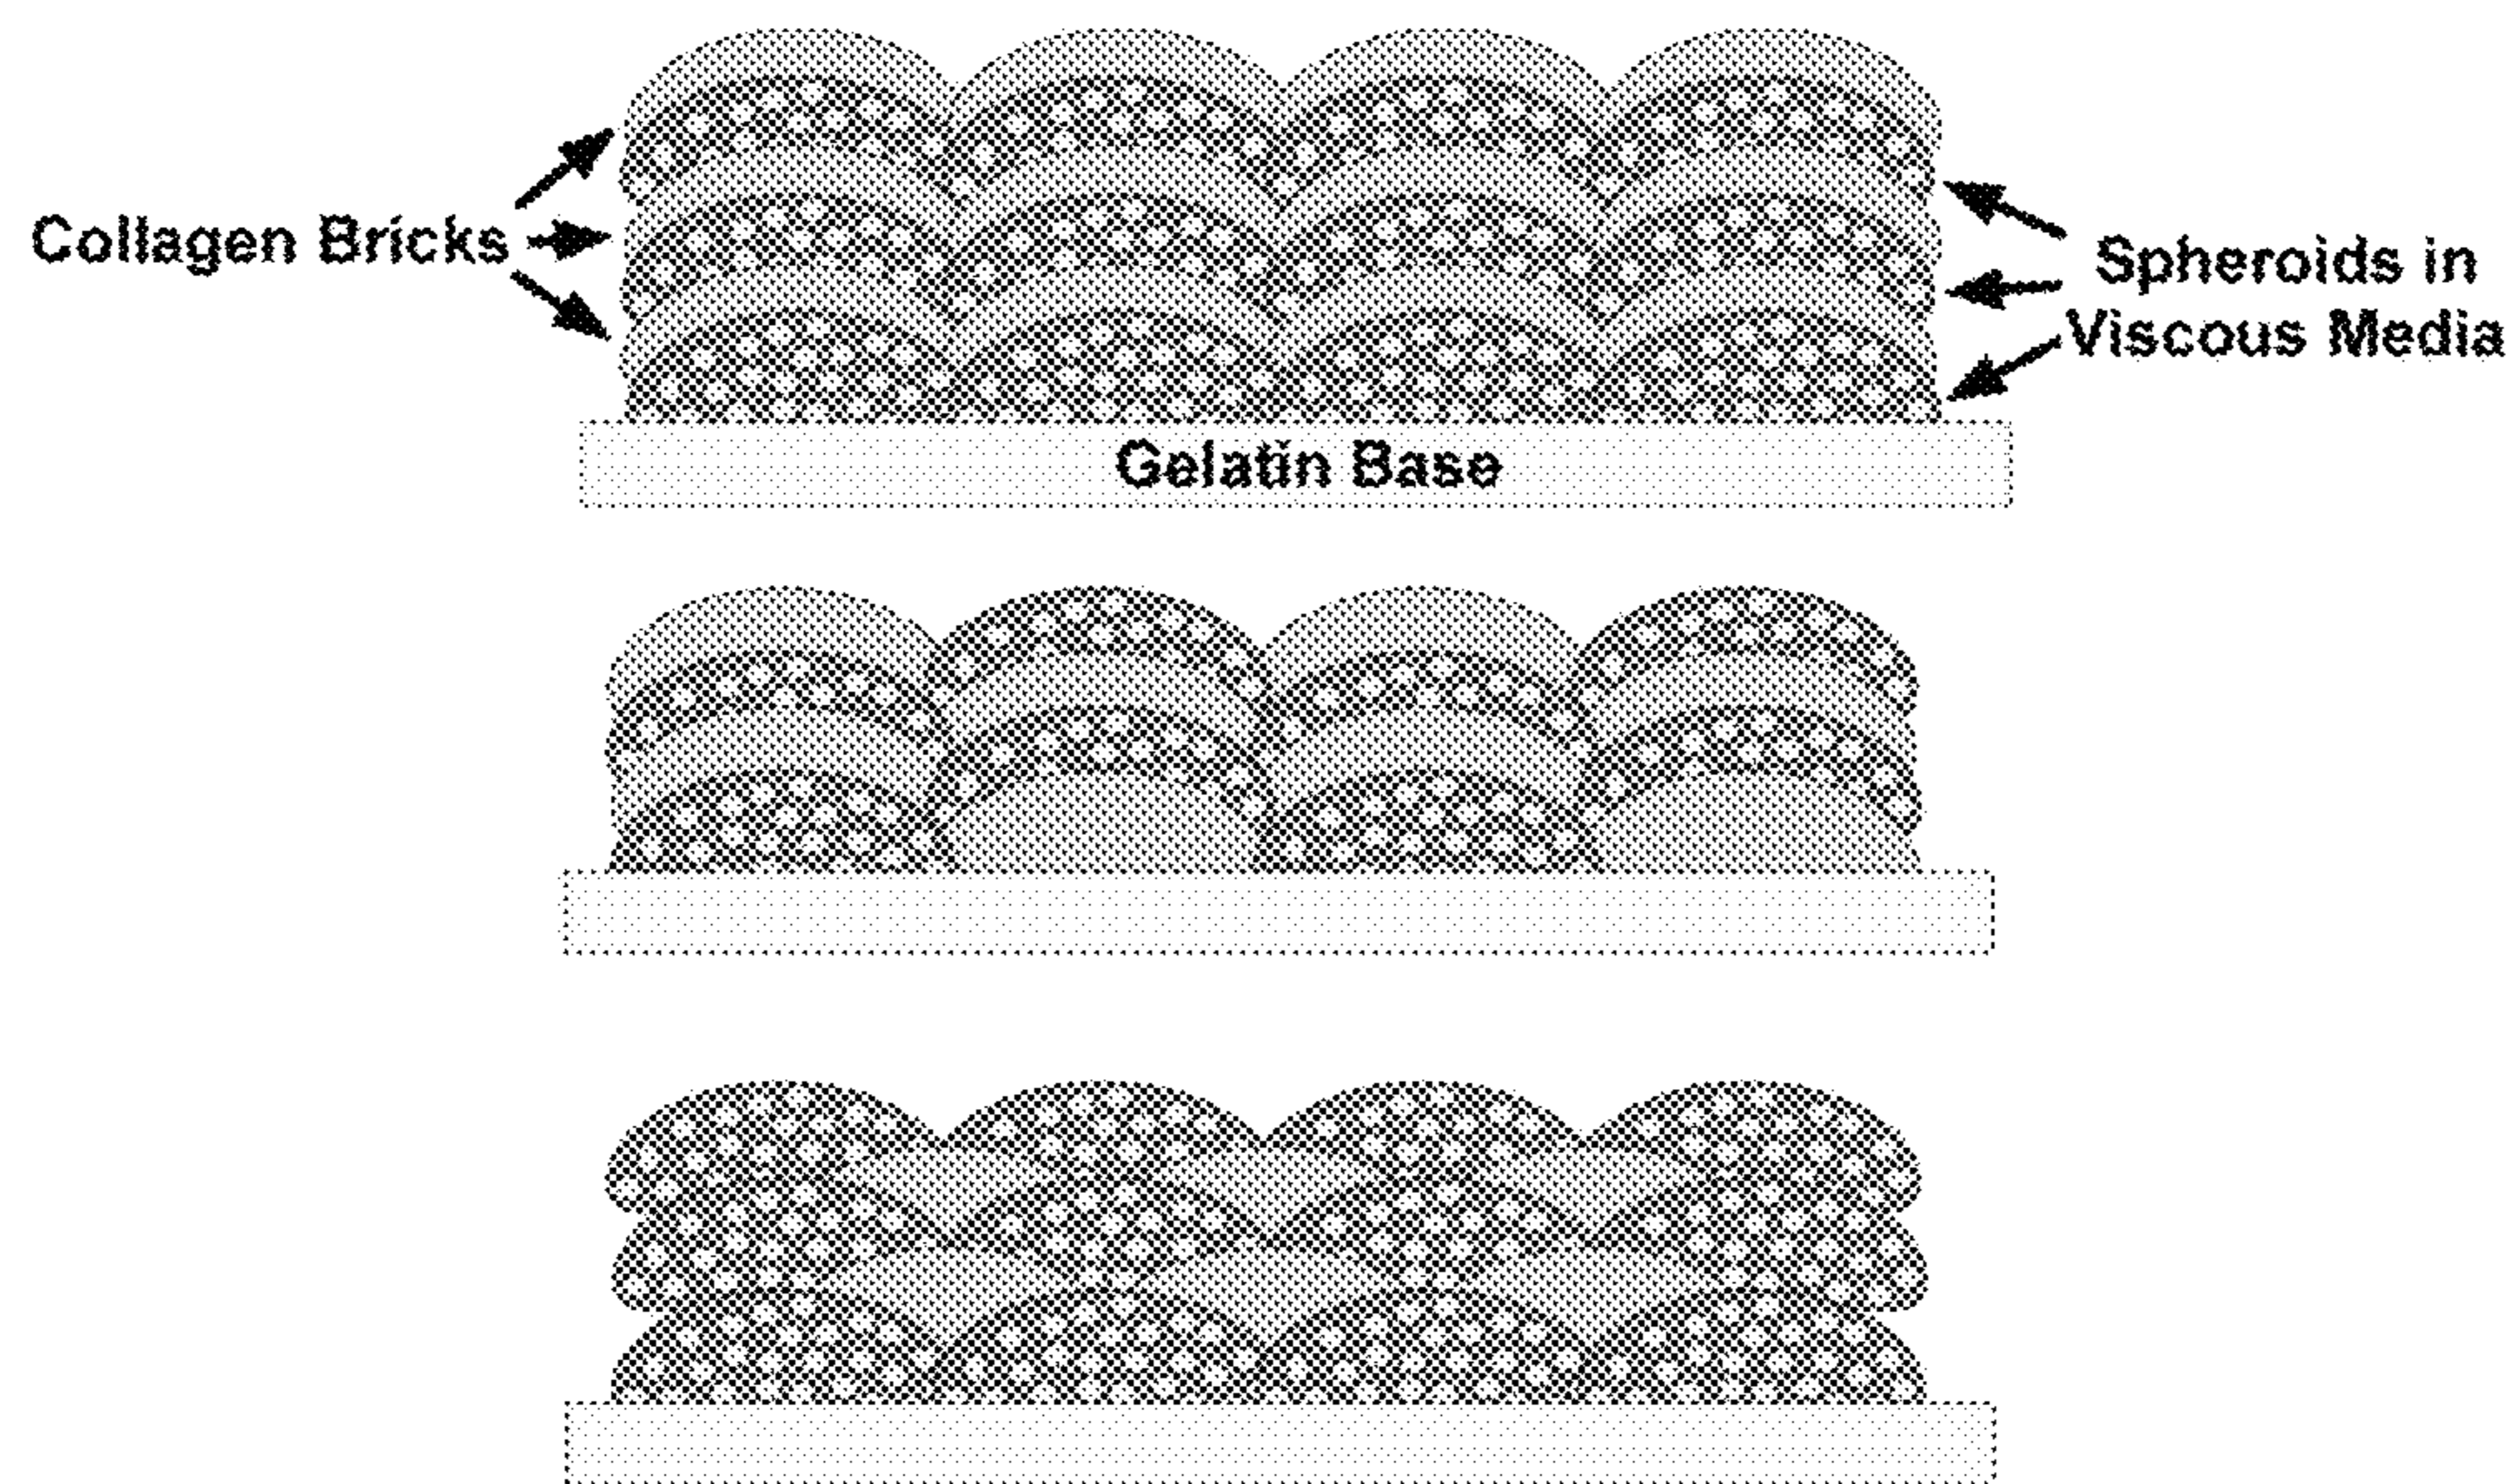 Collagen Bricks
Spheroids in
Viscous Media
Gelatin Base